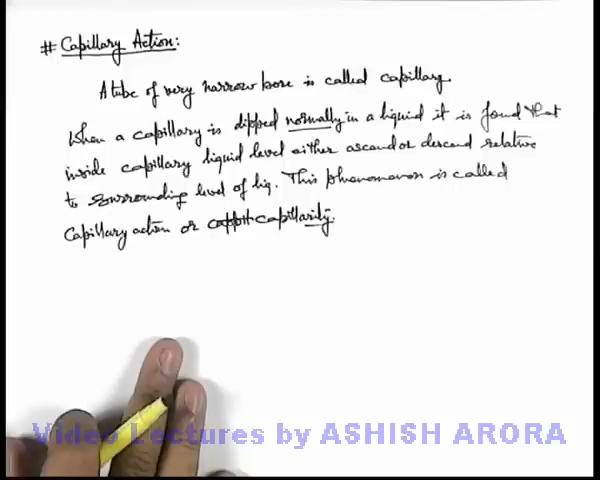 # Capillary Action:
A tube of very narrow bore is called capillary.
When a capillary is dipped normally in a liquid it is found that
inside capillary liquid level either ascend or descend relative
to surrounding level of liq. This phenomenon is called
Capillary action or capillarity.
Video Lectures by ASHISH ARORA